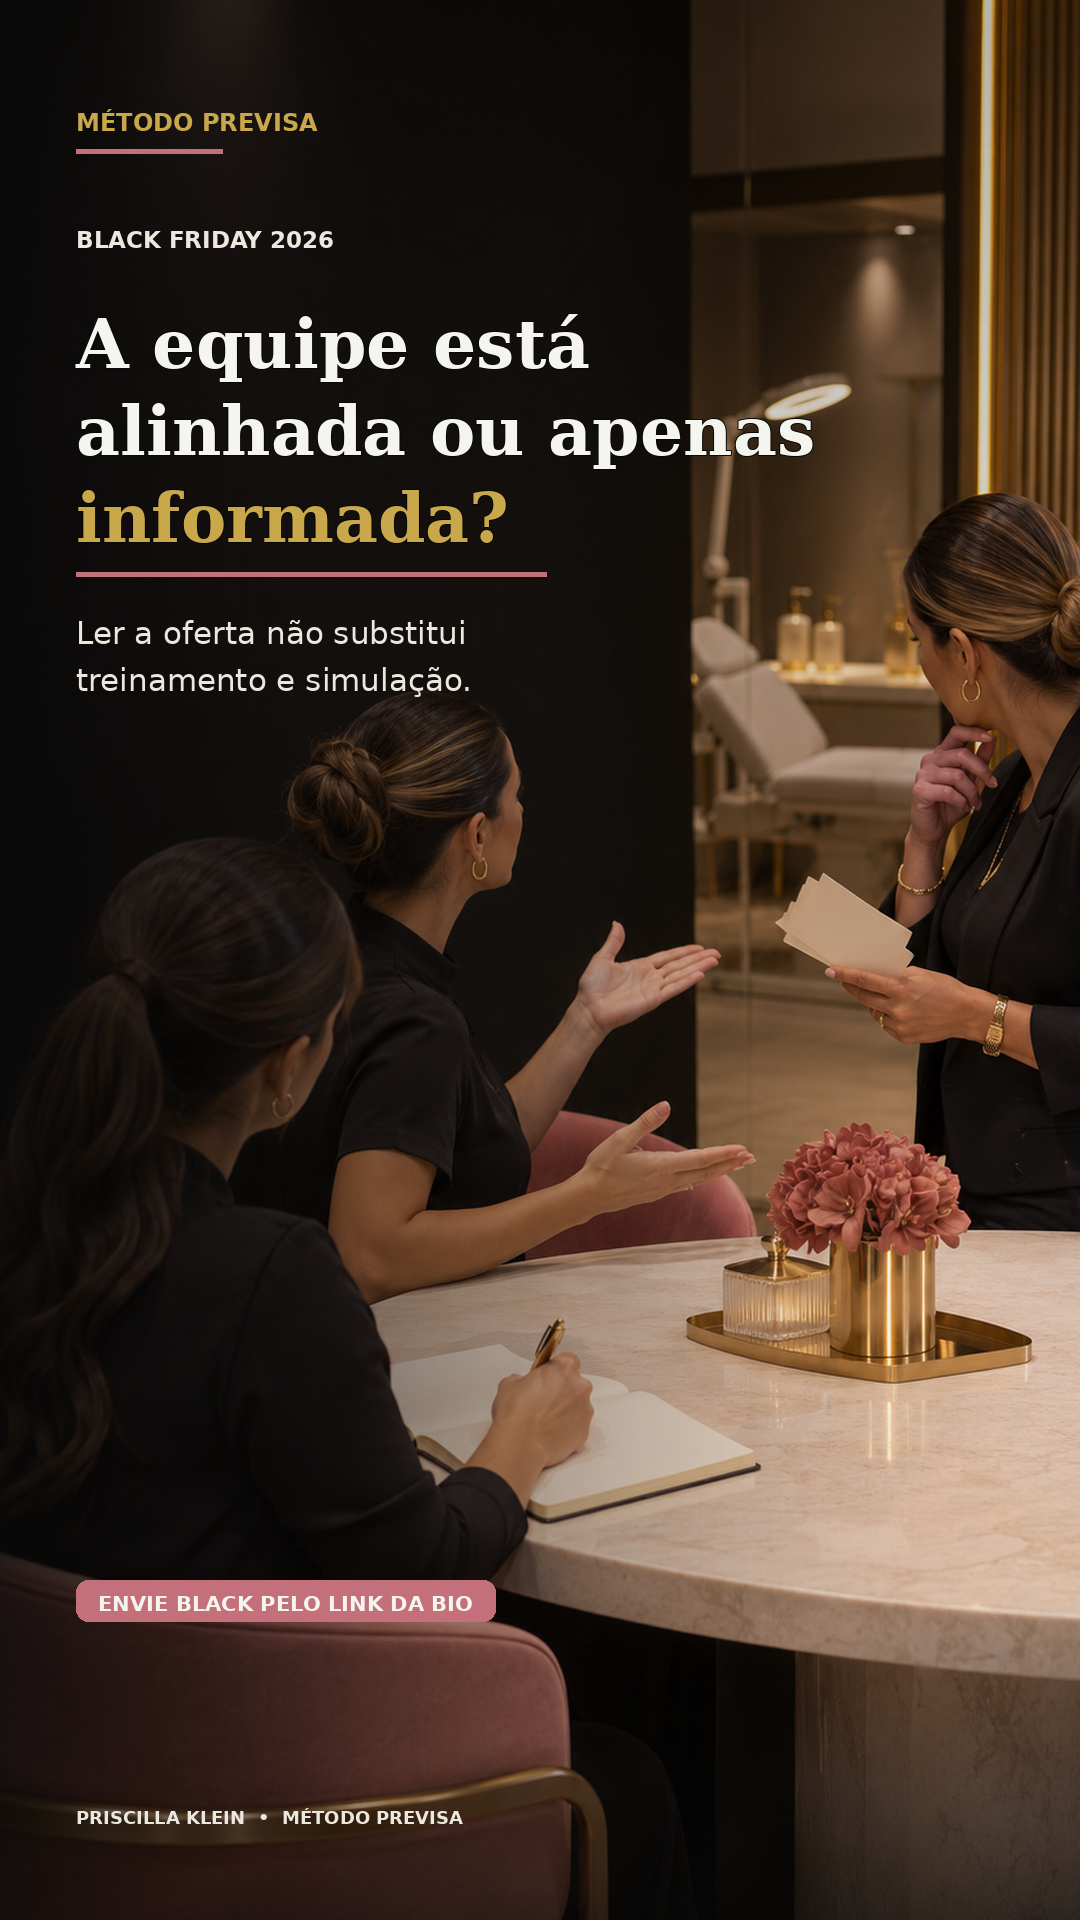 MÉTODO PREVISA
BLACK FRIDAY 2026
A equipe está
alinhada ou apenas
informada?
Ler a oferta não substitui
treinamento e simulação.
ENVIE BLACK PELO LINK DA BIO
PRISCILLA KLEIN • MÉTODO PREVISA